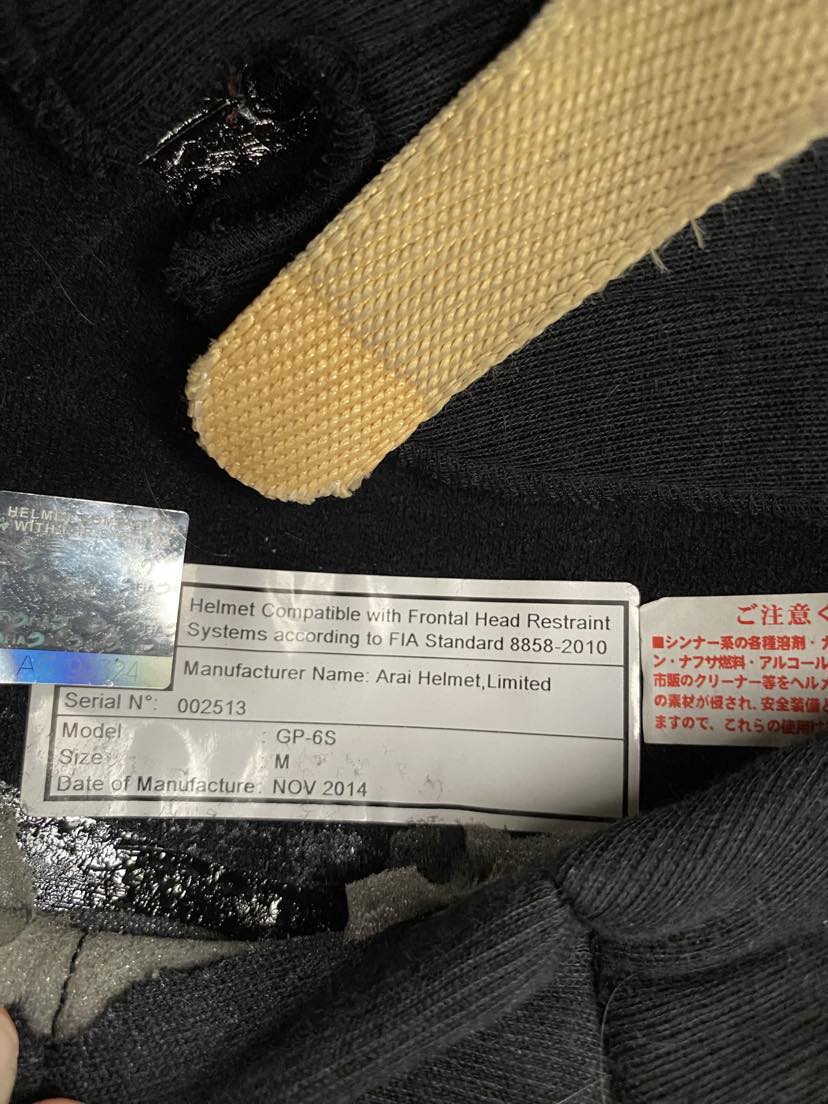 HELMET
WITH
Helmet Compatible with Frontal Head Restraint
Systems according to FIA Standard 8858-2010
Manufacturer Name: Arai Helmet,Limited
Serial N°: 002513
Model : GP-6S
Size : M
Date of Manufacture: NOV 2014
ご注意く
■シンナー系の各種溶剤・
ン・ナフサ燃料・アルコール
市販のクリーナー等をヘルメ
の素材が侵され、安全装備と
ますので、これらの使用は